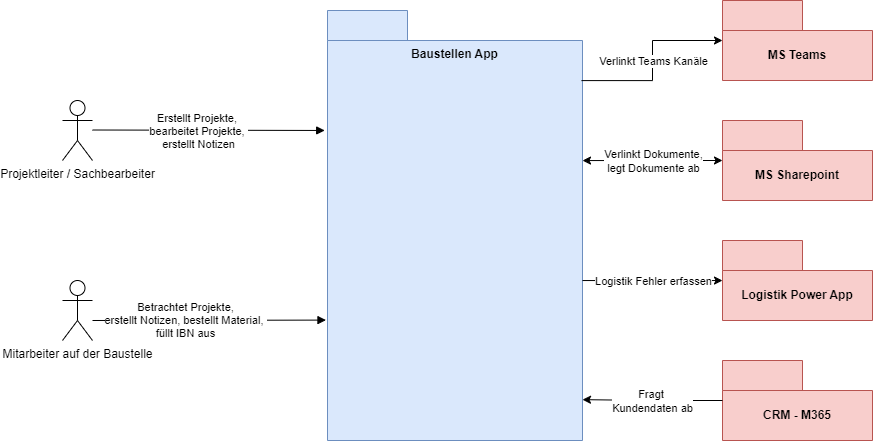 Baustellen App
MS Teams
Verlinkt Teams Kanäle
Erstellt Projekte,
bearbeitet Projekte,
erstellt Notizen
Projektleiter / Sachbearbeiter
Verlinkt Dokumente,
legt Dokumente ab
MS Sharepoint
Logistik Fehler erfassen
Logistik Power App
Betrachtet Projekte,
erstellt Notizen, bestellt Material,
füllt IBN aus
Mitarbeiter auf der Baustelle
Fragt
Kundendaten ab
CRM - M365